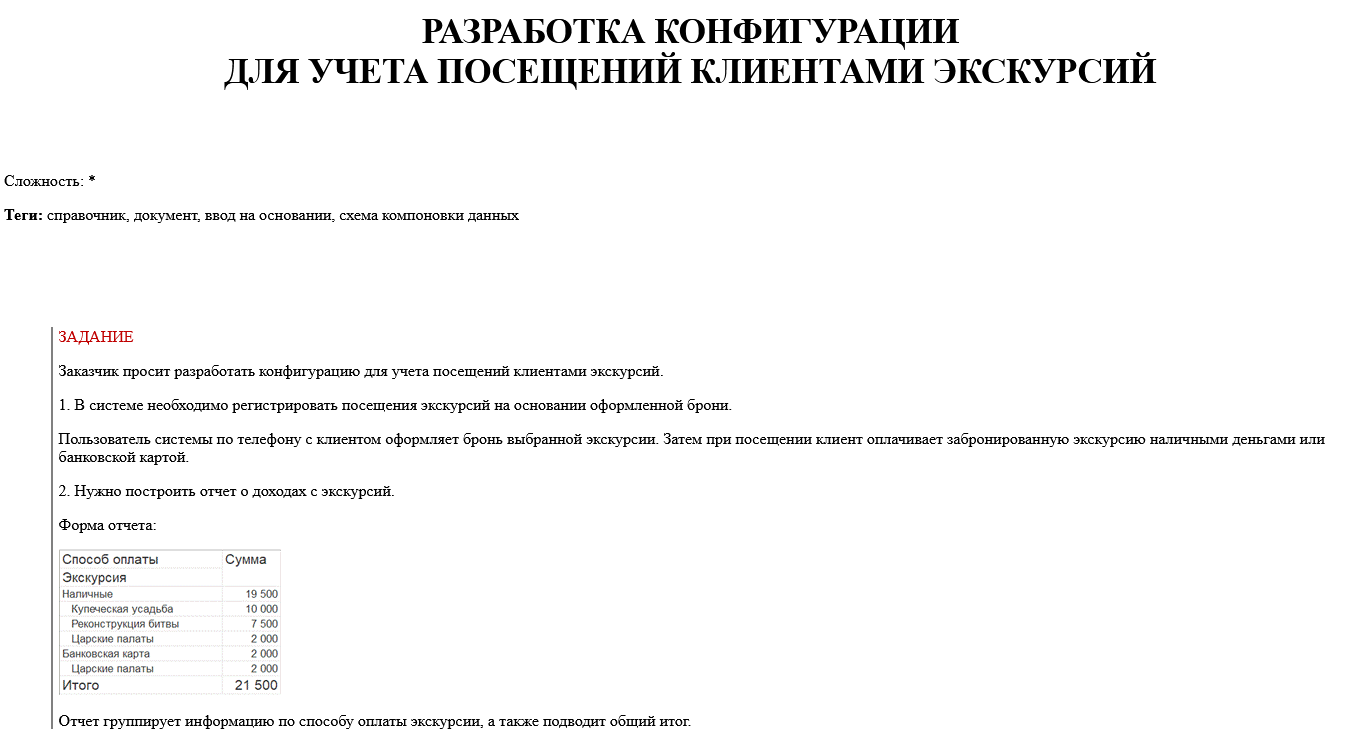 РАЗРАБОТКА КОНФИГУРАЦИИ
ДЛЯ УЧЕТА ПОСЕЩЕНИЙ КЛИЕНТАМИ ЭКСКУРСИЙ
Сложность: *
Теги: справочник, документ, ввод на основании, схема компоновки данных
ЗАДАНИЕ
Заказчик просит разработать конфигурацию для учета посещений клиентами экскурсий.
1. В системе необходимо регистрировать посещения экскурсий на основании оформленной брони.
Пользователь системы по телефону с клиентом оформляет бронь выбранной экскурсии. Затем при посещении клиент оплачивает забронированную экскурсию наличными деньгами или
банковской картой.
2. Нужно построить отчет о доходах с экскурсий.
Форма отчета:
Способ оплаты Сумма
Экскурсия
Наличные 19 500
Купеческая усадьба 10 000
Реконструкция битвы 7 500
Царские палаты 2 000
Банковская карта 2 000
Царские палаты 2 000
Итого 21 500
Отчет группирует информацию по способу оплаты экскурсии, а также подводит общий итог.